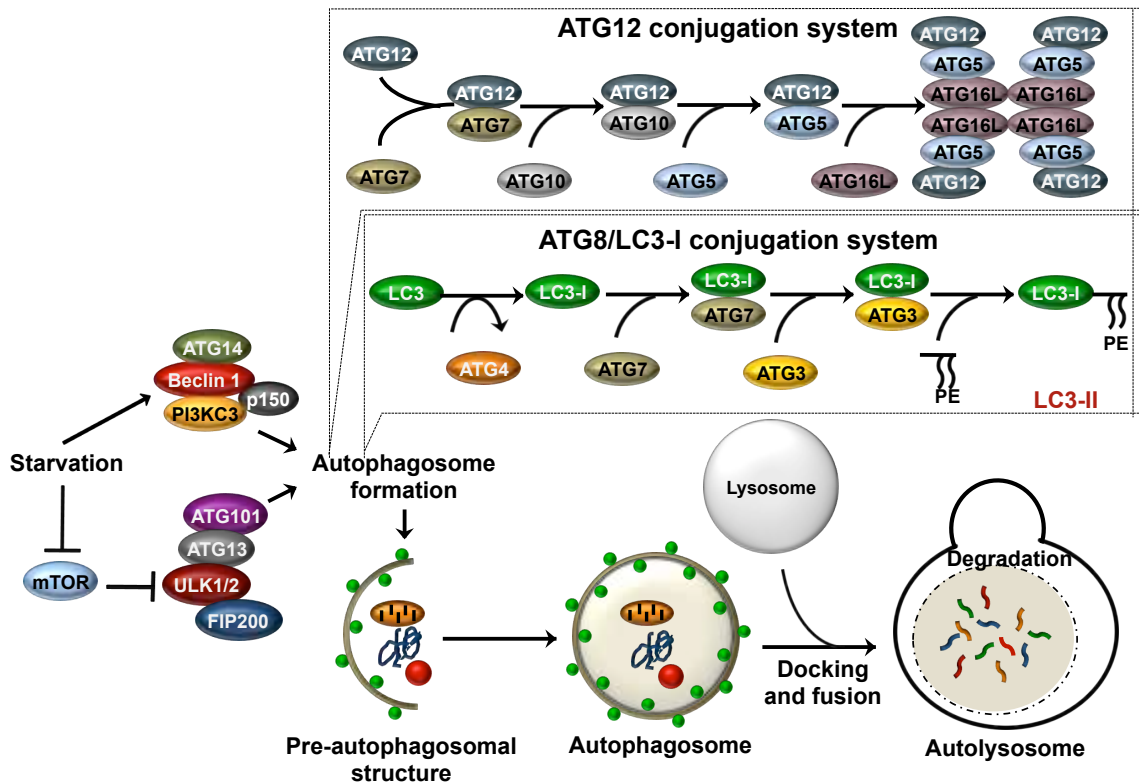 ATG12 conjugation system
ATG12
ATG7
ATG12
ATG7
ATG10
ATG12
ATG10
ATG5
ATG12
ATG5
ATG16L
ATG12 ATG12
ATG5 ATG5
ATG16L ATG16L
ATG16L ATG16L
ATG5 ATG5
ATG12 ATG12
ATG8/LC3-I conjugation system
LC3
ATG4
LC3-I
ATG7
LC3-I
ATG7
ATG3
LC3-I
ATG3
PE
LC3-I
PE
LC3-II
ATG14
Beclin 1
p150
PI3KC3
Starvation
mTOR
ATG101
ATG13
ULK1/2
FIP200
Autophagosome
formation
Pre-autophagosomal
structure
Autophagosome
Lysosome
Docking
and fusion
Degradation
Autolysosome